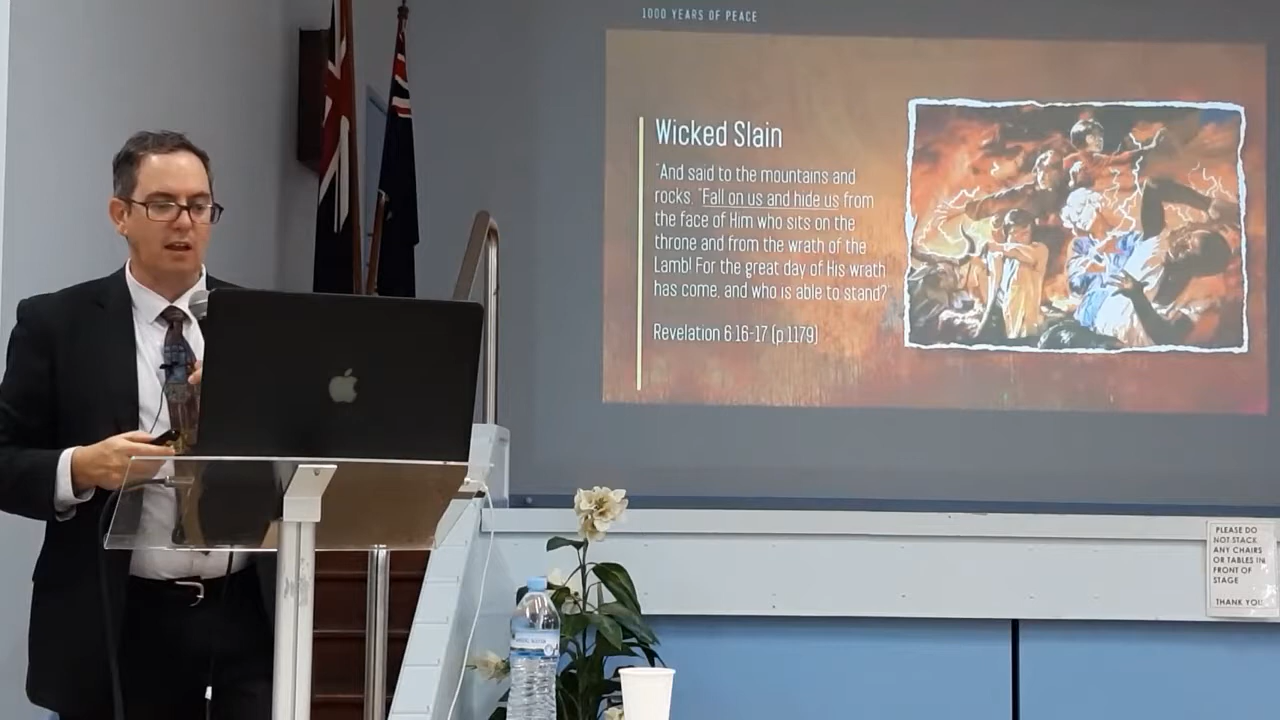 1000 YEARS OF PEACE
Wicked Slain
"And said to the mountains and
rocks, "Fall on us and hide us from
the face of Him who sits on the
throne and from the wrath of the
Lamb! For the great day of His wrath
has come, and who is able to stand?"
Revelation 6:16-17 (p.1179)
PLEASE DO
NOT STACK
ANY CHAIRS
OR TABLES IN
FRONT OF
STAGE
THANK YOU